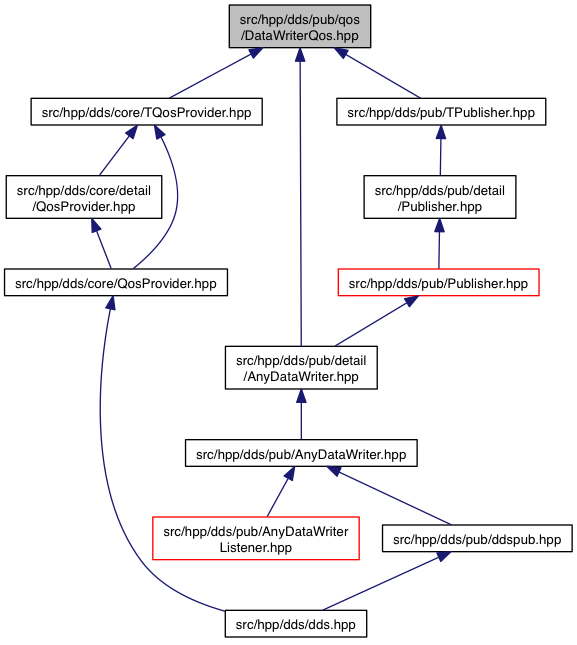 src/hpp/dds/pub/qos
/DataWriterQos.hpp
src/hpp/dds/core/TQosProvider.hpp
src/hpp/dds/pub/TPublisher.hpp
src/hpp/dds/core/detail
/QosProvider.hpp
src/hpp/dds/pub/detail
/Publisher.hpp
src/hpp/dds/core/QosProvider.hpp
src/hpp/dds/pub/Publisher.hpp
src/hpp/dds/pub/detail
/AnyDataWriter.hpp
src/hpp/dds/pub/AnyDataWriter.hpp
src/hpp/dds/pub/AnyDataWriter
Listener.hpp
src/hpp/dds/pub/ddspub.hpp
src/hpp/dds/dds.hpp